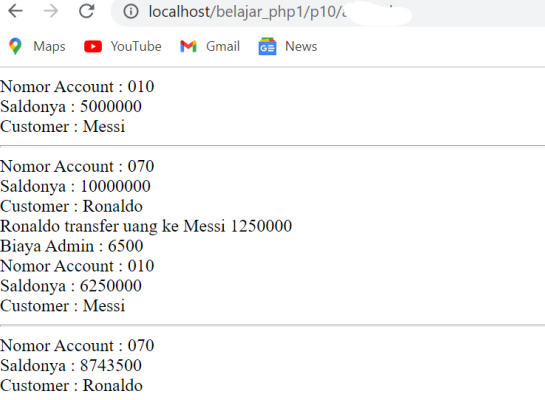 localhost/belajar_php1/p10/
Maps YouTube Gmail News
Nomor Account : 010
Saldonya : 5000000
Customer : Messi
Nomor Account : 070
Saldonya : 10000000
Customer : Ronaldo
Ronaldo transfer uang ke Messi 1250000
Biaya Admin : 6500
Nomor Account : 010
Saldonya : 6250000
Customer : Messi
Nomor Account : 070
Saldonya : 8743500
Customer : Ronaldo